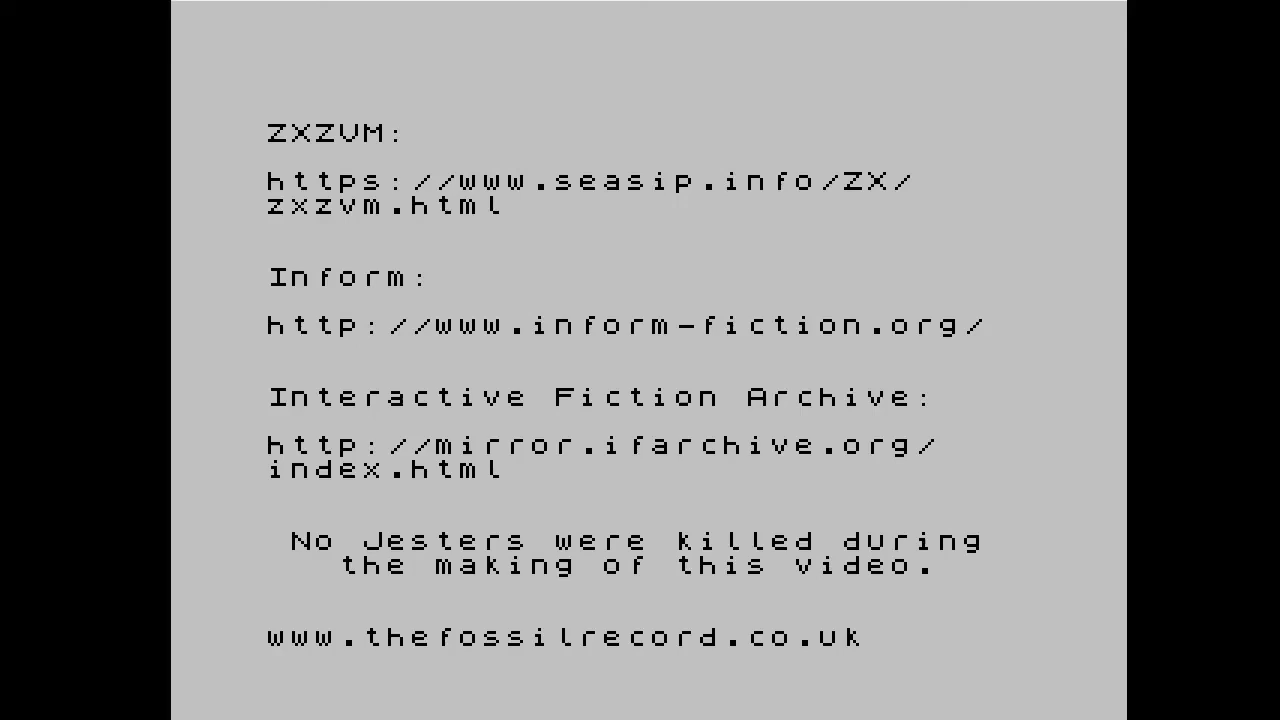 ZXZVM:
https://www.seasip.info/ZX/
zxzvm.html
Inform:
http://www.inform-fiction.org/
Interactive Fiction Archive:
http://mirror.ifarchive.org/
index.html
No Jesters were killed during
the making of this video.
www.thefossilrecord.co.uk